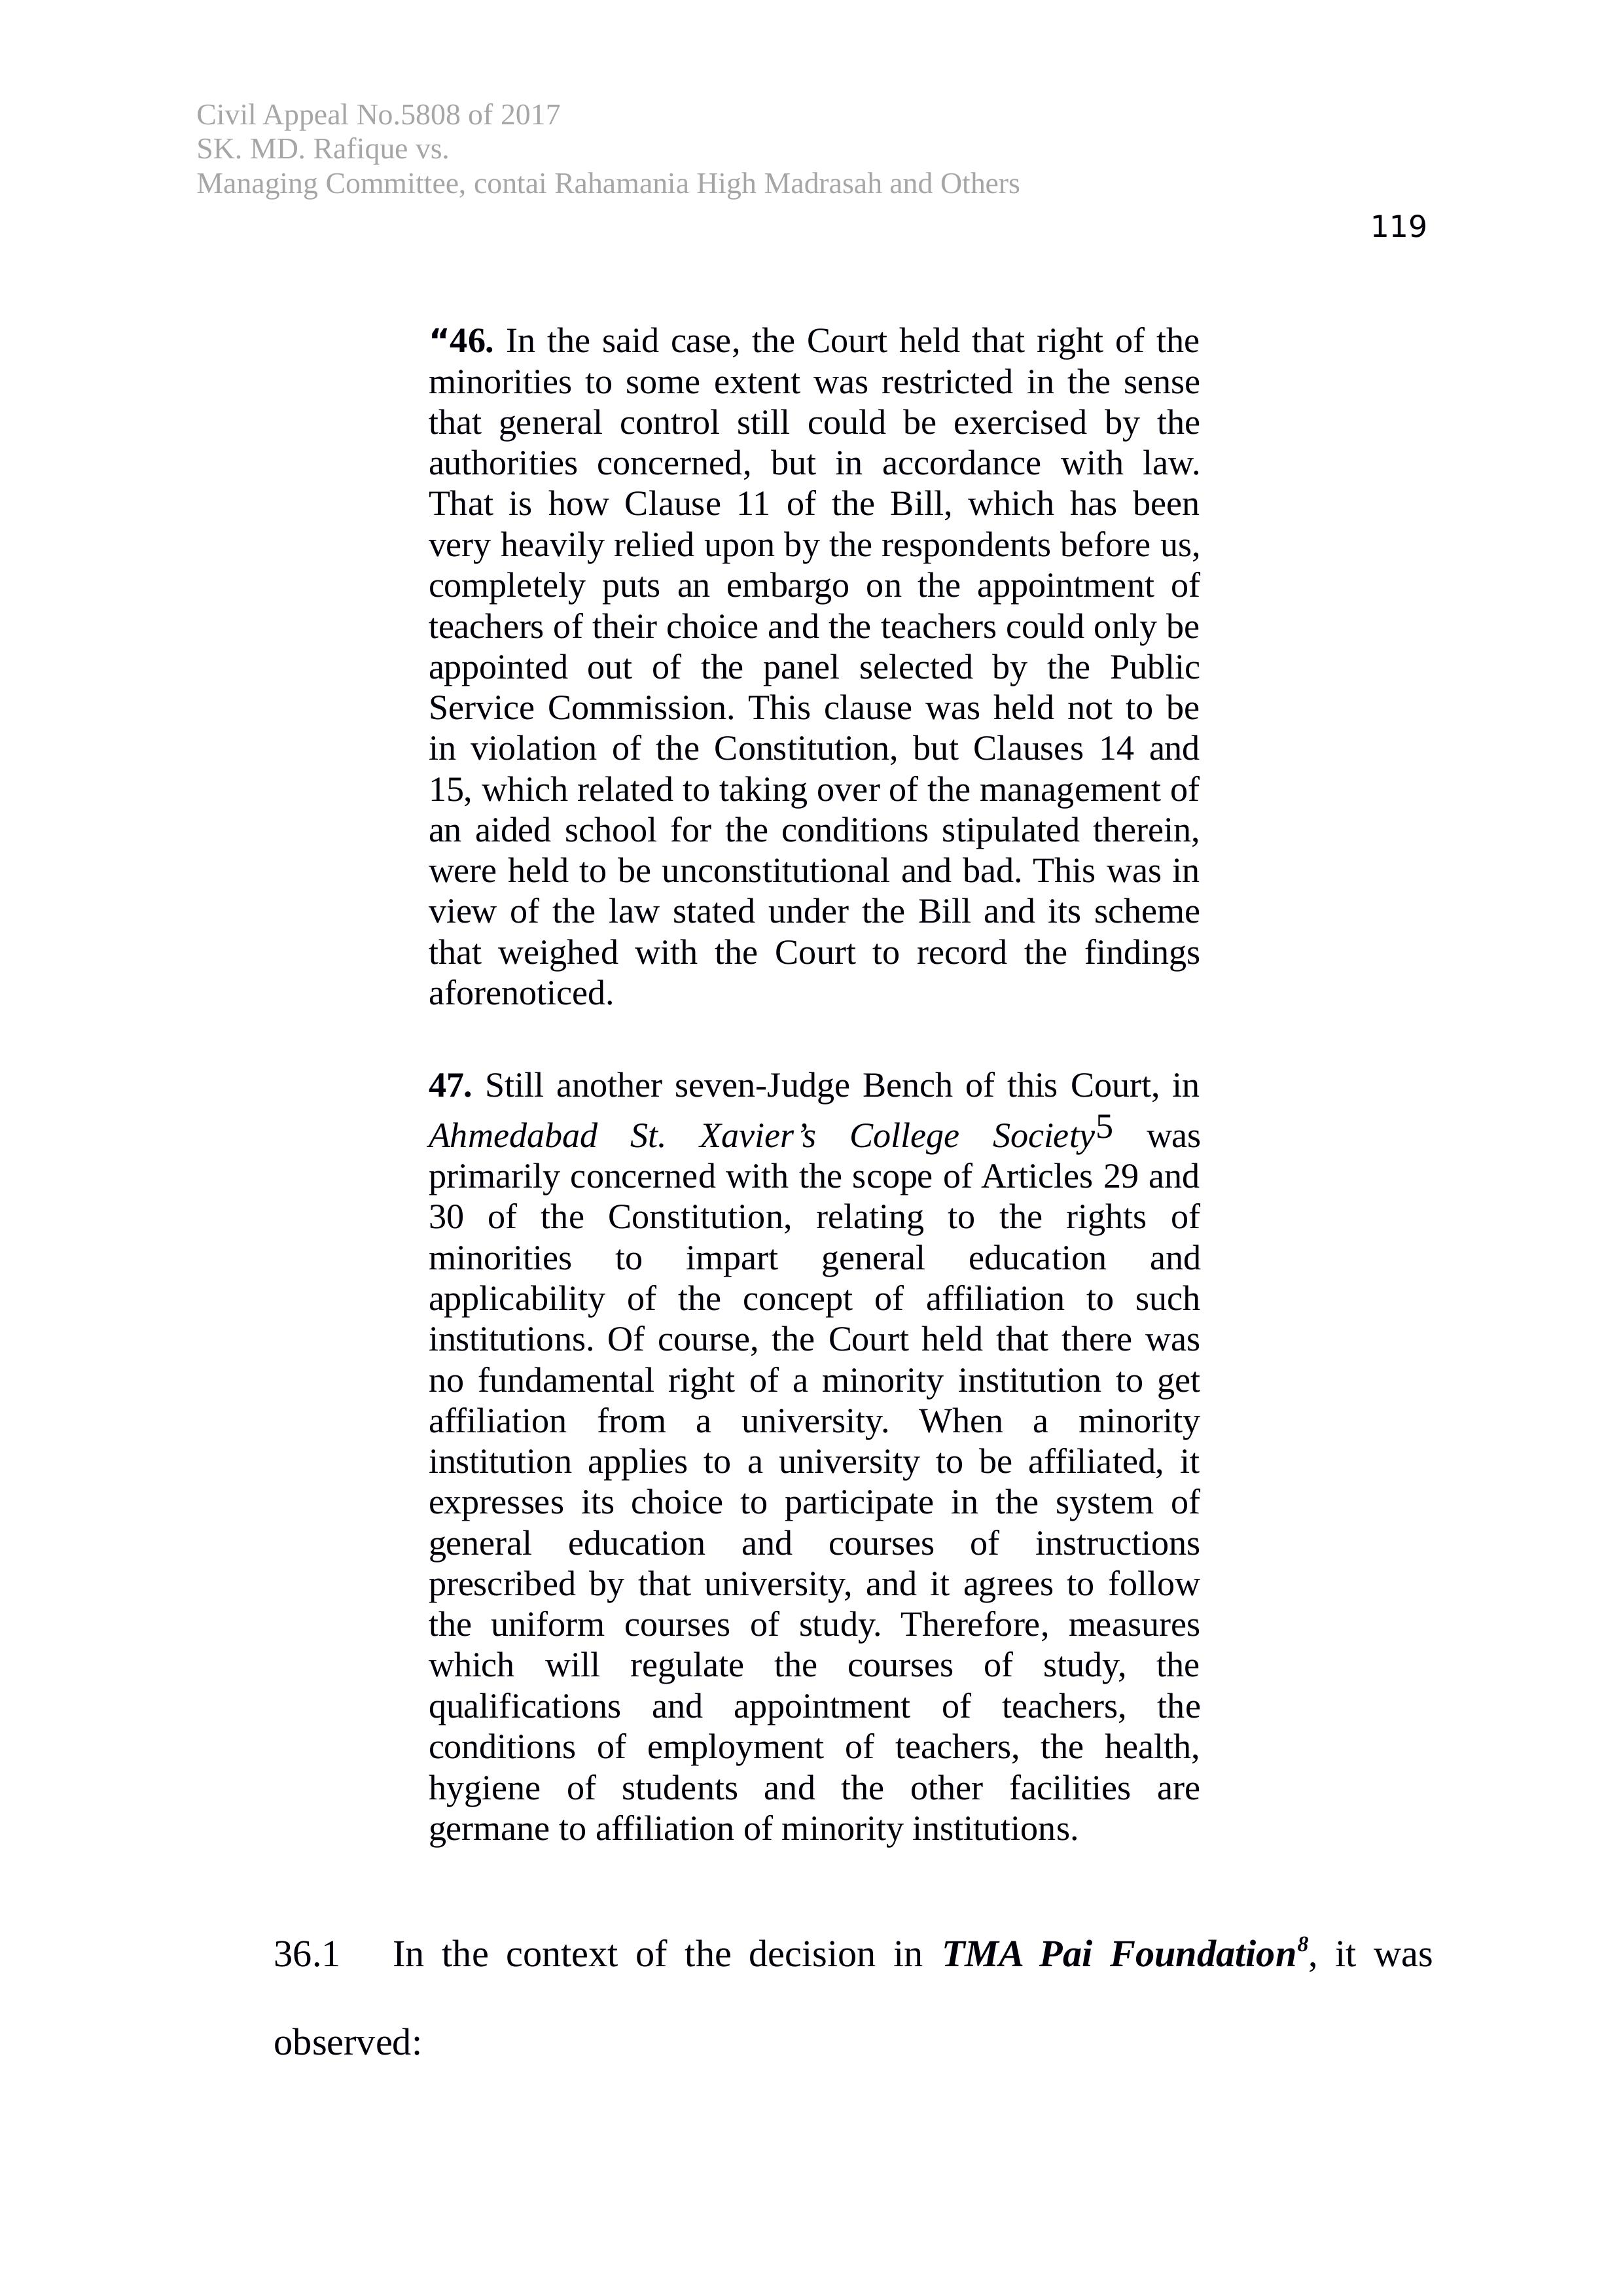 Civil Appeal No.5808 of 2017
SK. MD. Rafique vs.
Managing Committee, contai Rahamania High Madrasah and Others
119
“46. In the said case, the Court held that right of the
minorities to some extent was restricted in the sense
that general control still could be exercised by the
authorities concerned, but in accordance with law.
That is how Clause 11 of the Bill, which has been
very heavily relied upon by the respondents before us,
completely puts an embargo on the appointment of
teachers of their choice and the teachers could only be
appointed out of the panel selected by the Public
Service Commission. This clause was held not to be
in violation of the Constitution, but Clauses 14 and
15, which related to taking over of the management of
an aided school for the conditions stipulated therein,
were held to be unconstitutional and bad. This was in
view of the law stated under the Bill and its scheme
that weighed with the Court to record the findings
aforenoticed.
47. Still another seven-Judge Bench of this Court, in
Ahmedabad St. Xavier’s College Society5 was
primarily concerned with the scope of Articles 29 and
30 of the Constitution, relating to the rights of
minorities to impart general education and
applicability of the concept of affiliation to such
institutions. Of course, the Court held that there was
no fundamental right of a minority institution to get
affiliation from a university. When a minority
institution applies to a university to be affiliated, it
expresses its choice to participate in the system of
general education and courses of instructions
prescribed by that university, and it agrees to follow
the uniform courses of study. Therefore, measures
which will regulate the courses of study, the
qualifications and appointment of teachers, the
conditions of employment of teachers, the health,
hygiene of students and the other facilities are
germane to affiliation of minority institutions.
36.1 In the context of the decision in TMA Pai Foundation8, it was
observed: